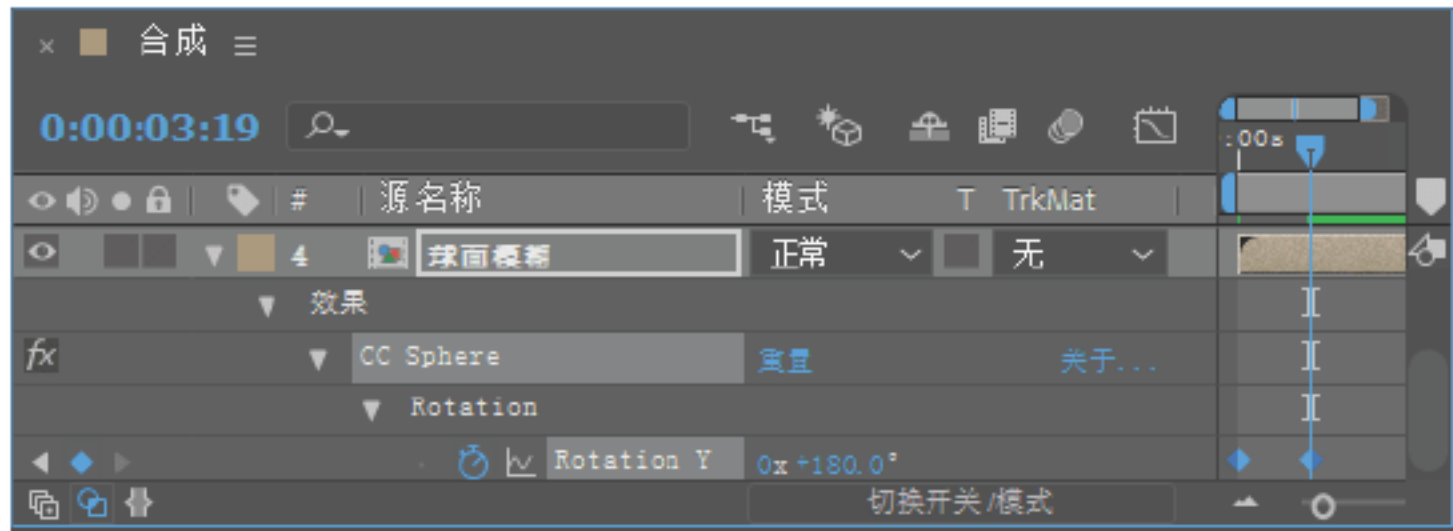 × 合成 ≡
0:00:03:19
:00s
# 源名称 模式 T TrkMat
4 球面模糊 正常 无
效果
fx CC Sphere 重置 关于...
Rotation
Rotation Y 0x+180.0°
切换开关/模式